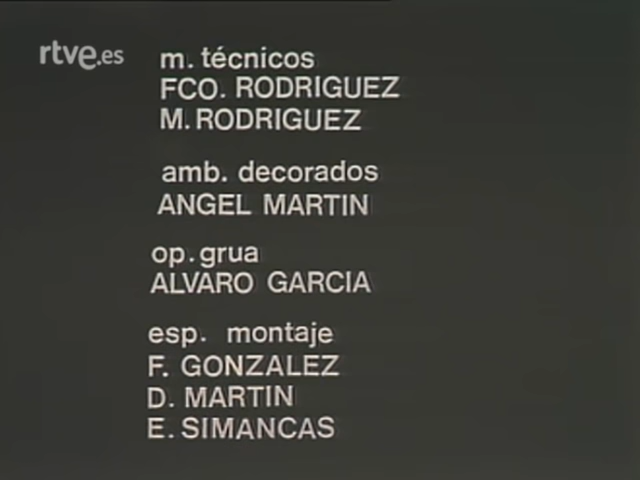 rtve.es
m. técnicos
FCO. RODRIGUEZ
M. RODRIGUEZ
amb. decorados
ANGEL MARTIN
op. grua
ALVARO GARCIA
esp. montaje
F. GONZALEZ
D. MARTIN
E. SIMANCAS